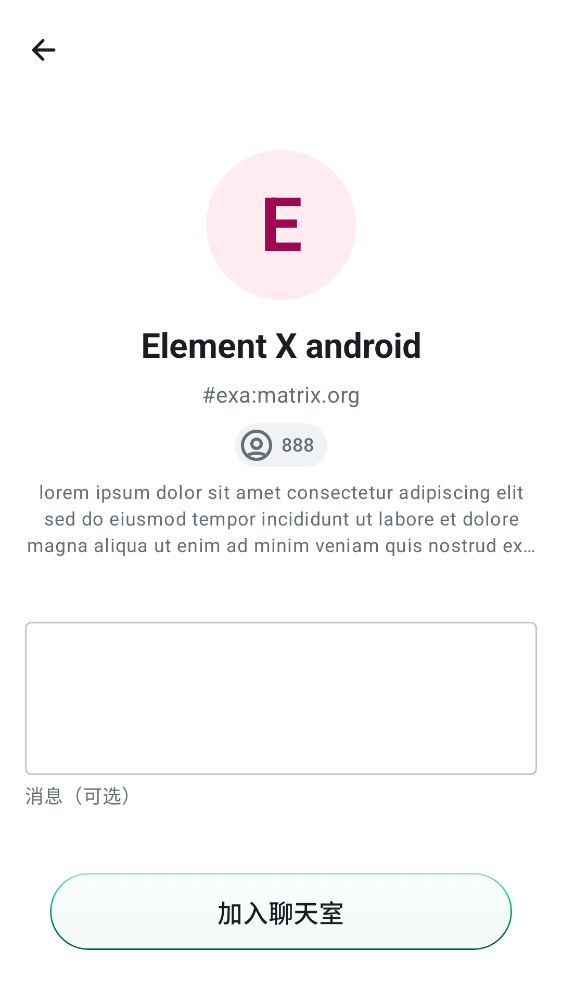 E
Element X android
#exa:matrix.org
888
lorem ipsum dolor sit amet consectetur adipiscing elit
sed do eiusmod tempor incididunt ut labore et dolore
magna aliqua ut enim ad minim veniam quis nostrud ex…
消息（可选）
加入聊天室